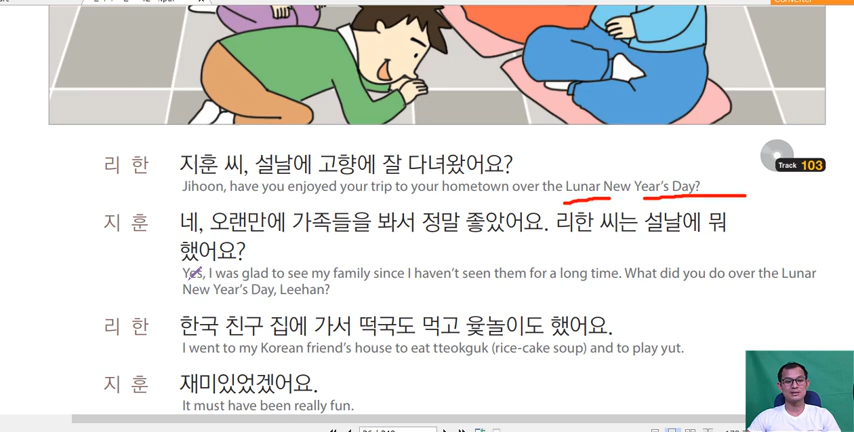 Converter
리 한 지훈 씨, 설날에 고향에 잘 다녀왔어요?
Track 103
Jihoon, have you enjoyed your trip to your hometown over the Lunar New Year's Day?
지 훈 네, 오랜만에 가족들을 봐서 정말 좋았어요. 리한 씨는 설날에 뭐
했어요?
Yes, I was glad to see my family since I haven't seen them for a long time. What did you do over the Lunar
New Year's Day, Leehan?
리 한 한국 친구 집에 가서 떡국도 먹고 윷놀이도 했어요.
I went to my Korean friend's house to eat tteokguk (rice-cake soup) and to play yut.
지 훈 재미있었겠어요.
It must have been really fun.